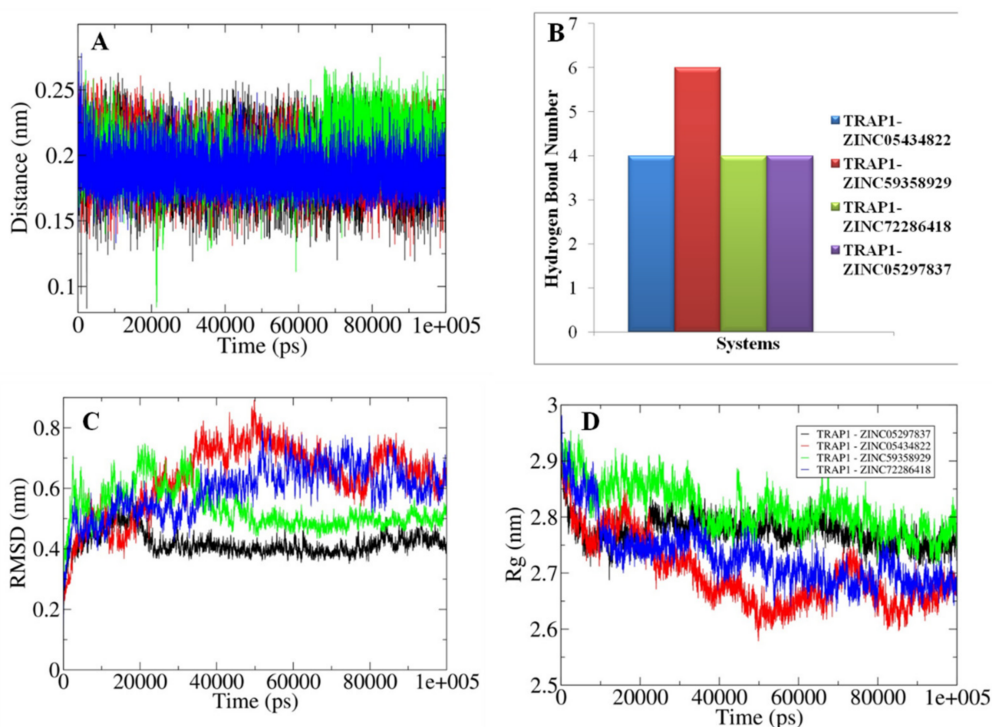 A
Distance (nm)
0.25
0.2
0.15
0.1
0
20000
40000
60000
80000
1e+005
Time (ps)
B
Hydrogen Bond Number
7
6
5
4
3
2
1
0
Systems
TRAP1-
ZINC05434822
TRAP1-
ZINC59358929
TRAP1-
ZINC72286418
TRAP1-
ZINC05297837
C
RMSD (nm)
0.8
0.6
0.4
0.2
0
0
20000
40000
60000
80000
1e+005
Time (ps)
D
Rg (nm)
3
2.9
2.8
2.7
2.6
2.5
TRAP1 - ZINC05297837
TRAP1 - ZINC05434822
TRAP1 - ZINC59358929
TRAP1 - ZINC72286418
0
20000
40000
60000
80000
1e+005
Time (ps)